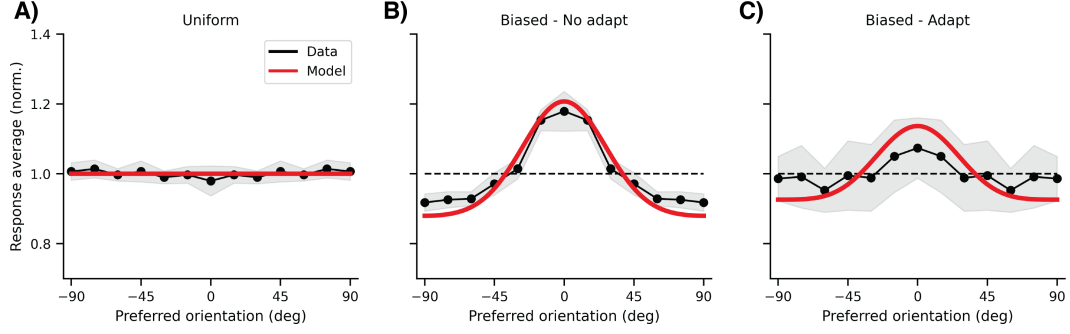 A)
Uniform
B)
Biased - No adapt
C)
Biased - Adapt
Response average (norm.)
1.4
1.2
1.0
0.8
Data
Model
−90
−45
0
45
90
Preferred orientation (deg)
−90
−45
0
45
90
Preferred orientation (deg)
−90
−45
0
45
90
Preferred orientation (deg)